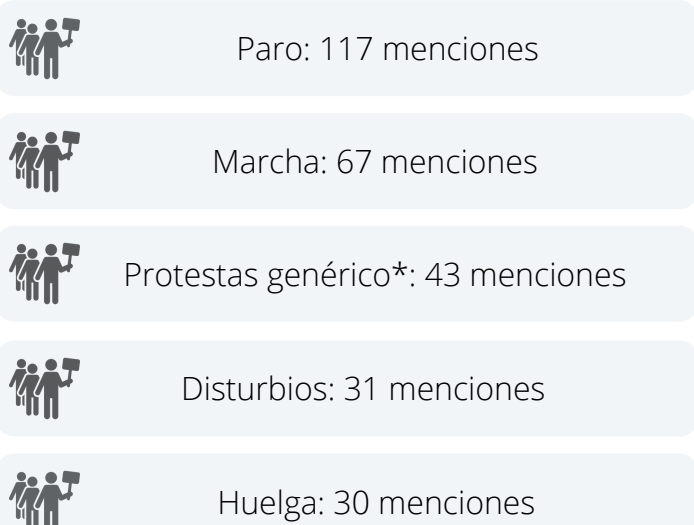 Paro: 117 menciones
Marcha: 67 menciones
Protestas genérico*: 43 menciones
Disturbios: 31 menciones
Huelga: 30 menciones